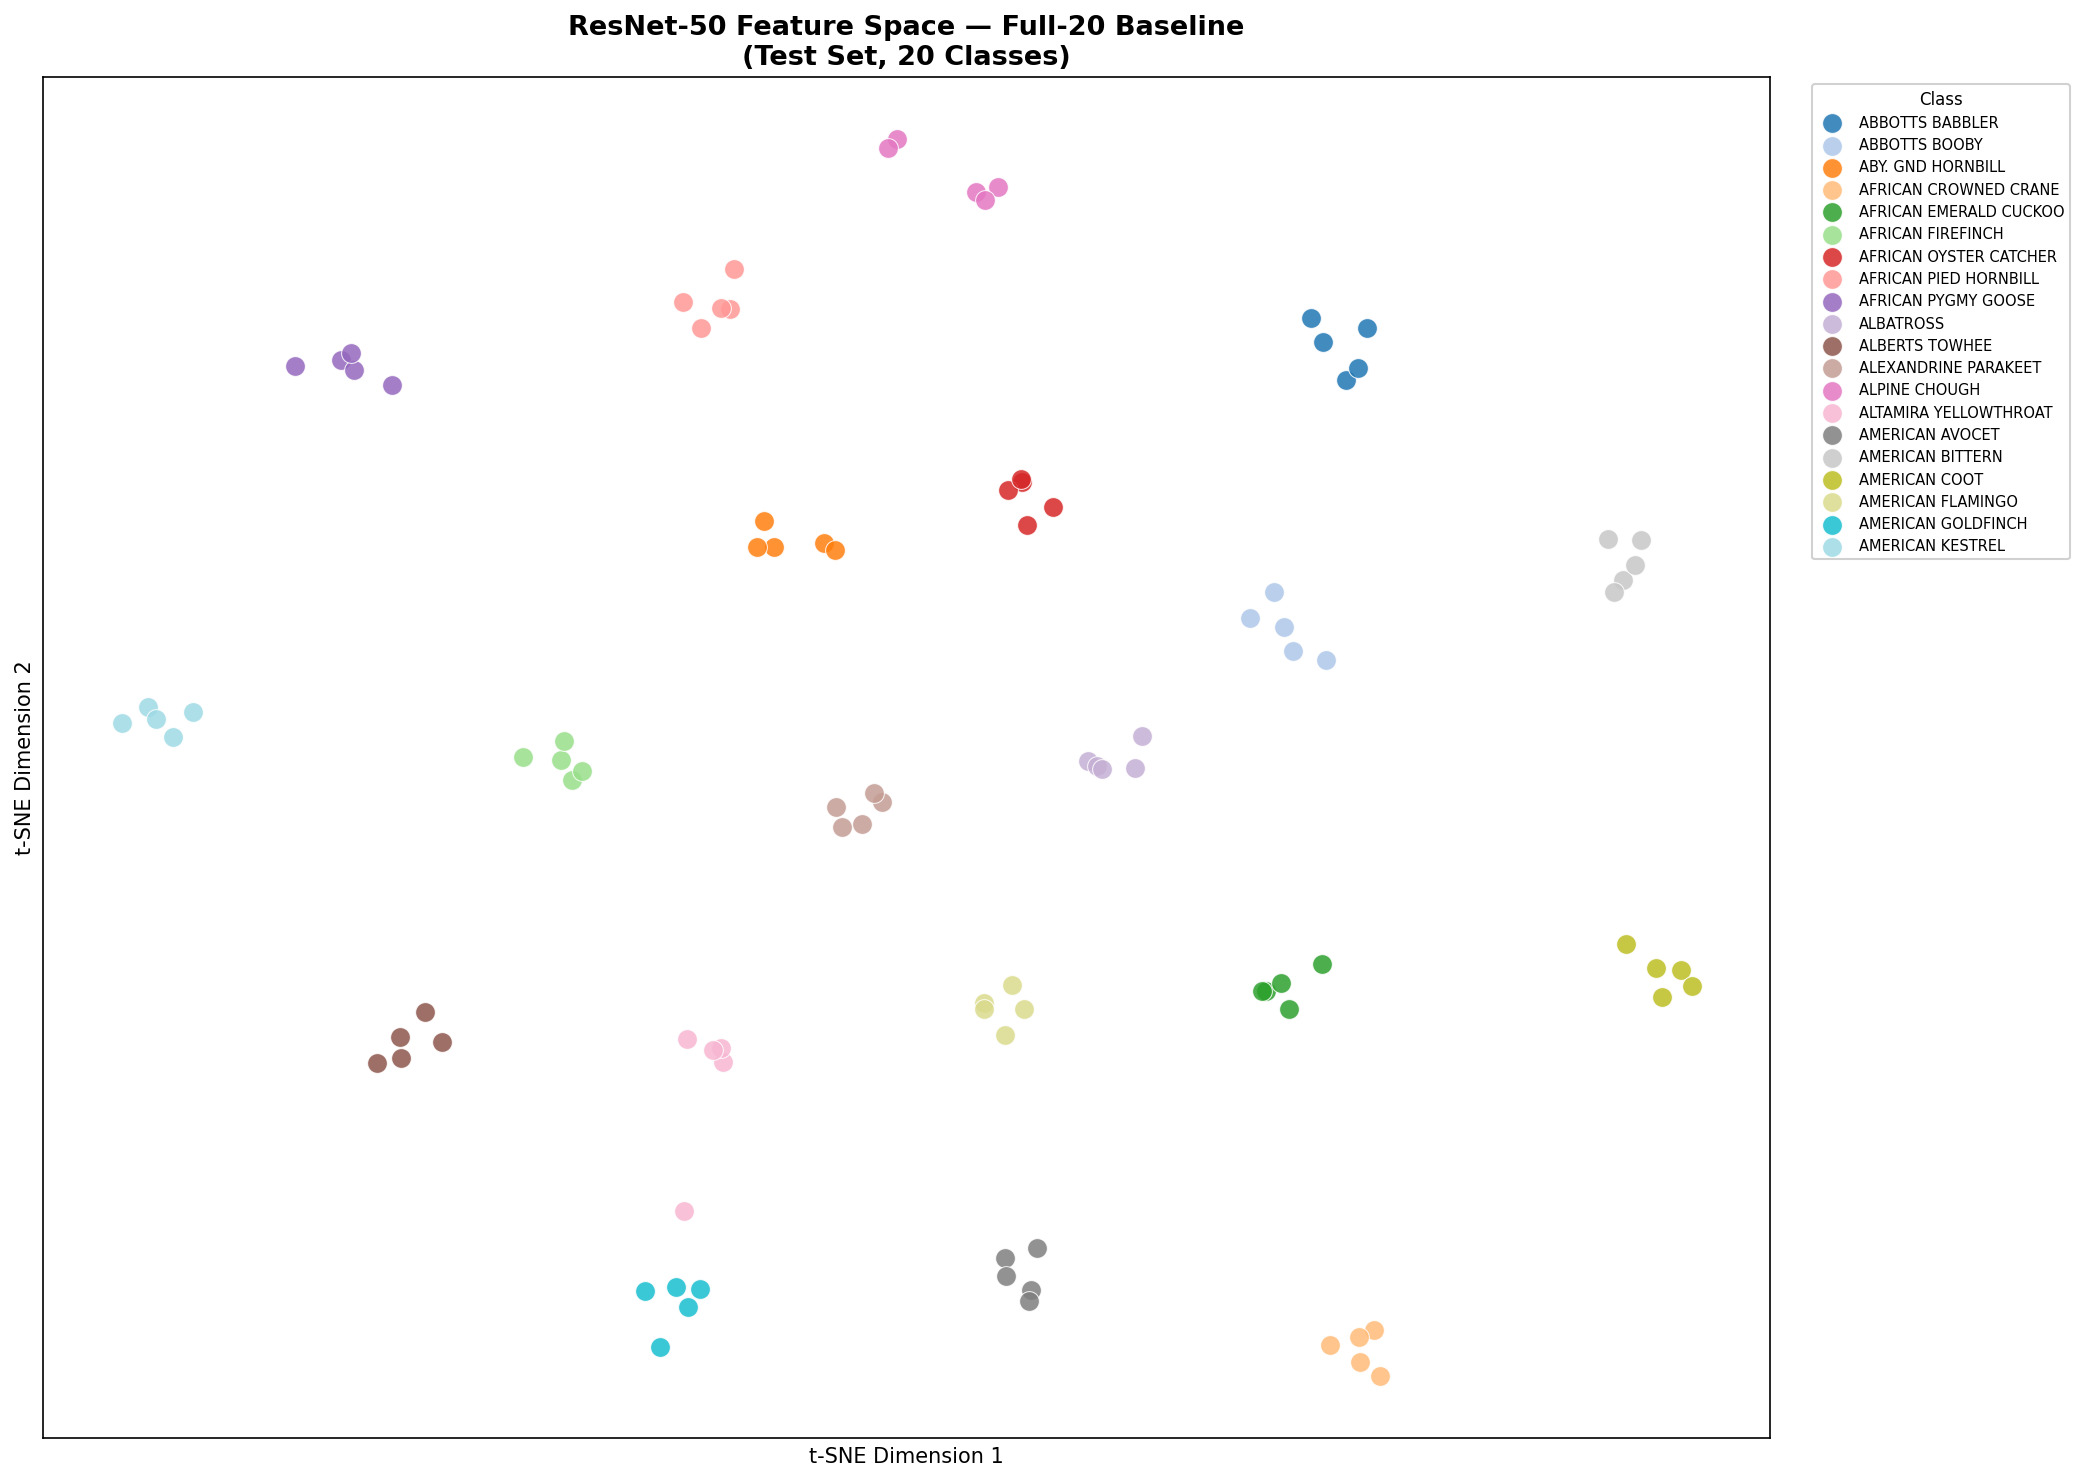 ResNet-50 Feature Space — Full-20 Baseline
(Test Set, 20 Classes)
Class
ABBOTTS BABBLER
ABBOTTS BOOBY
ABY. GND HORNBILL
AFRICAN CROWNED CRANE
AFRICAN EMERALD CUCKOO
AFRICAN FIREFINCH
AFRICAN OYSTER CATCHER
AFRICAN PIED HORNBILL
AFRICAN PYGMY GOOSE
ALBATROSS
ALBERTS TOWHEE
ALEXANDRINE PARAKEET
ALPINE CHOUGH
ALTAMIRA YELLOWTHROAT
AMERICAN AVOCET
AMERICAN BITTERN
AMERICAN COOT
AMERICAN FLAMINGO
AMERICAN GOLDFINCH
AMERICAN KESTREL
t-SNE Dimension 2
t-SNE Dimension 1